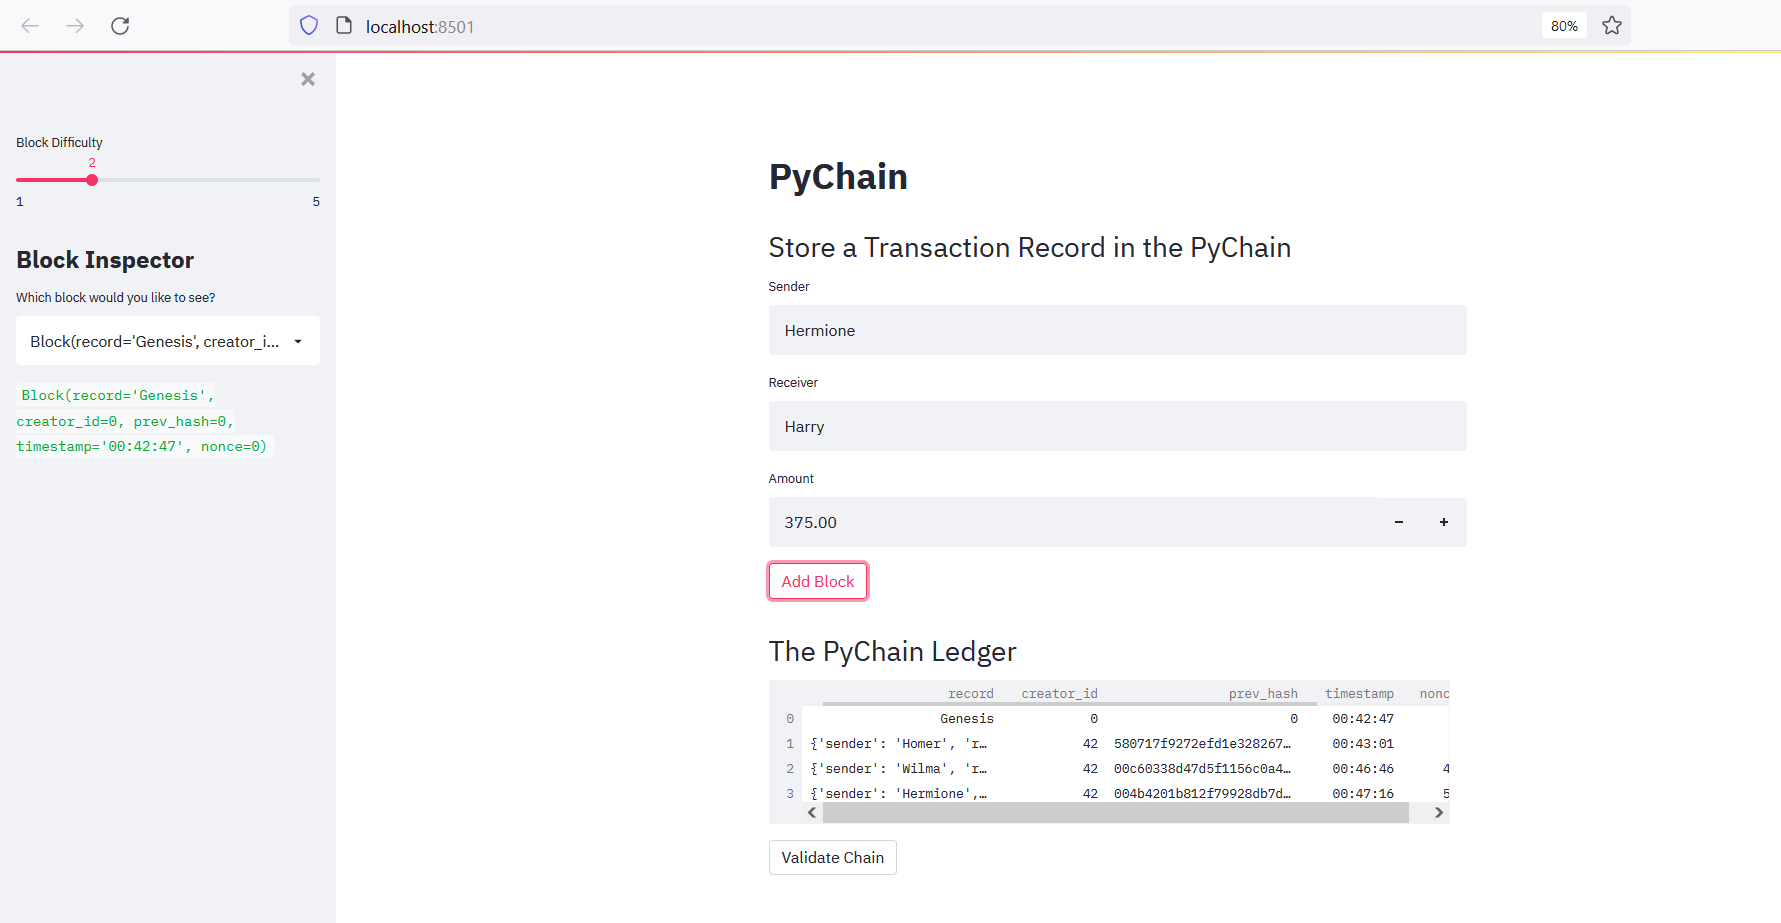 localhost:8501
80%
Block Difficulty
2
1 5
Block Inspector
Which block would you like to see?
Block(record='Genesis', creator_i...
Block(record='Genesis',
creator_id=0, prev_hash=0,
timestamp='00:42:47', nonce=0)
PyChain
Store a Transaction Record in the PyChain
Sender
Hermione
Receiver
Harry
Amount
375.00
Add Block
The PyChain Ledger
record creator_id prev_hash timestamp nonc
0 Genesis 0 0 00:42:47
1 {'sender': 'Homer', 'r… 42 580717f9272efd1e328267… 00:43:01
2 {'sender': 'Wilma', 'r… 42 00c60338d47d5f1156c0a4… 00:46:46 4
3 {'sender': 'Hermione',… 42 004b4201b812f79928db7d… 00:47:16 5
Validate Chain